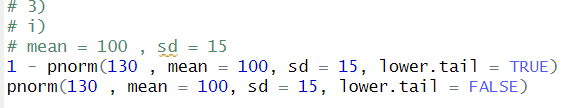 # 3)
# i)
# mean = 100 , sd = 15
1 - pnorm(130 , mean = 100, sd = 15, lower.tail = TRUE)
pnorm(130 , mean = 100, sd = 15, lower.tail = FALSE)